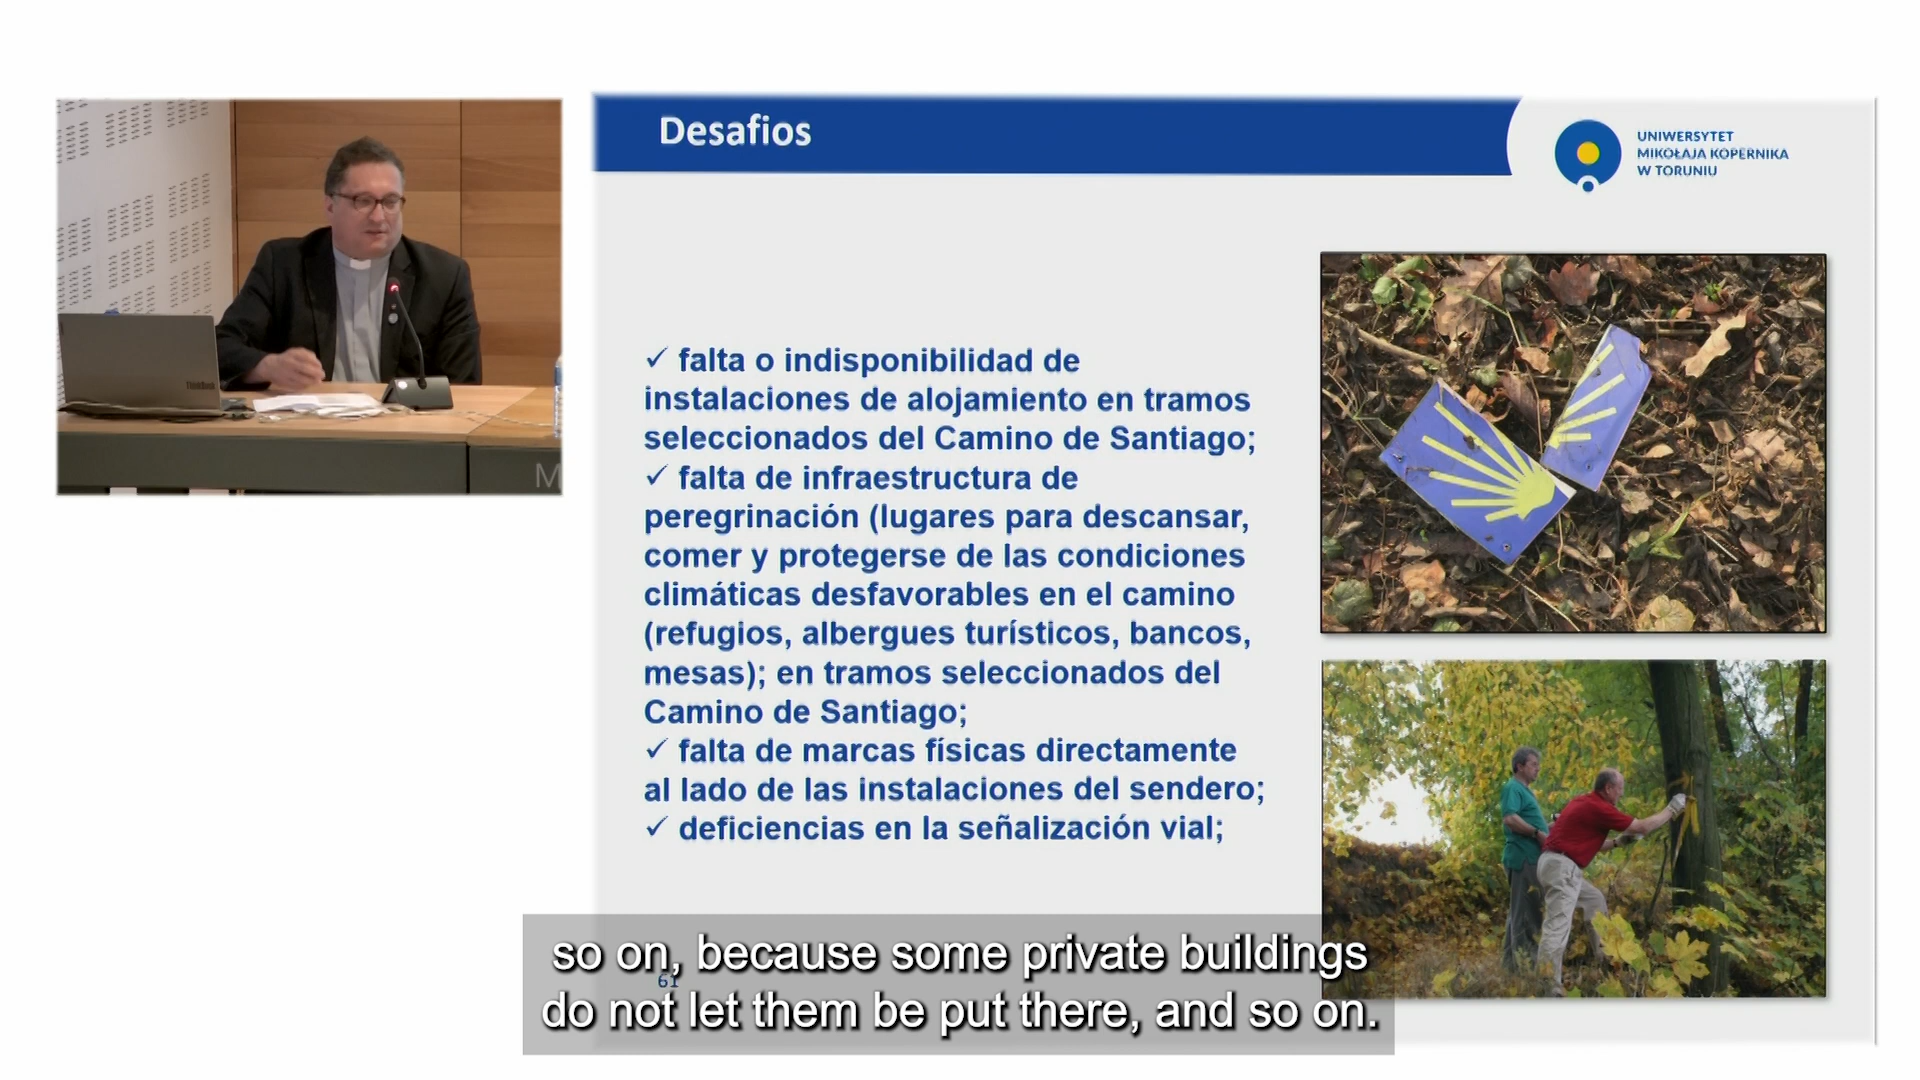 Desafios
UNIWERSYTET
MIKOŁAJA KOPERNIKA
W TORUNIU
✓ falta o indisponibilidad de
instalaciones de alojamiento en tramos
seleccionados del Camino de Santiago;
✓ falta de infraestructura de
peregrinación (lugares para descansar,
comer y protegerse de las condiciones
climáticas desfavorables en el camino
(refugios, albergues turísticos, bancos,
mesas); en tramos seleccionados del
Camino de Santiago;
✓ falta de marcas físicas directamente
al lado de las instalaciones del sendero;
✓ deficiencias en la señalización vial;
61
so on, because some private buildings
do not let them be put there, and so on.
ThinkBook
M